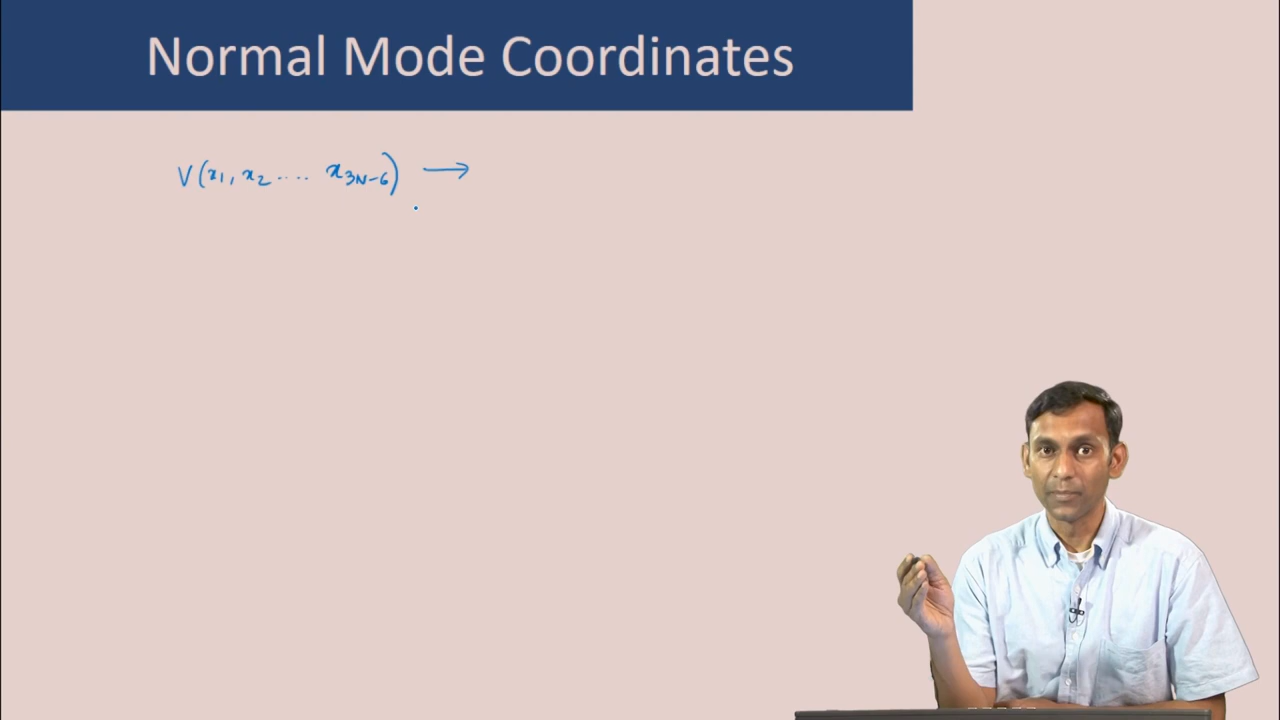 Normal Mode Coordinates
V(x₁, x₂ .... x₃N₋₆) →